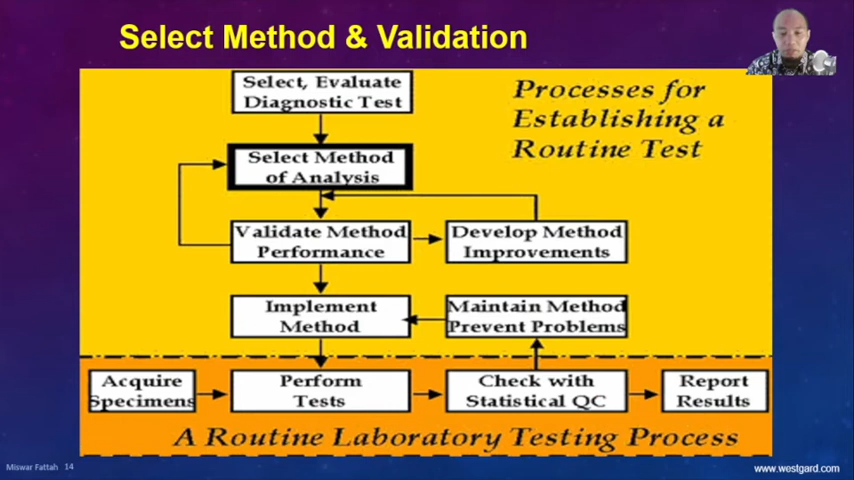 Select Method & Validation
Select, Evaluate
Diagnostic Test
Processes for
Establishing a
Routine Test
Select Method
of Analysis
Validate Method
Performance
Develop Method
Improvements
Implement
Method
Maintain Method
Prevent Problems
Acquire
Specimens
Perform
Tests
Check with
Statistical QC
Report
Results
A Routine Laboratory Testing Process
Miswar Fattah 14
www.westgard.com